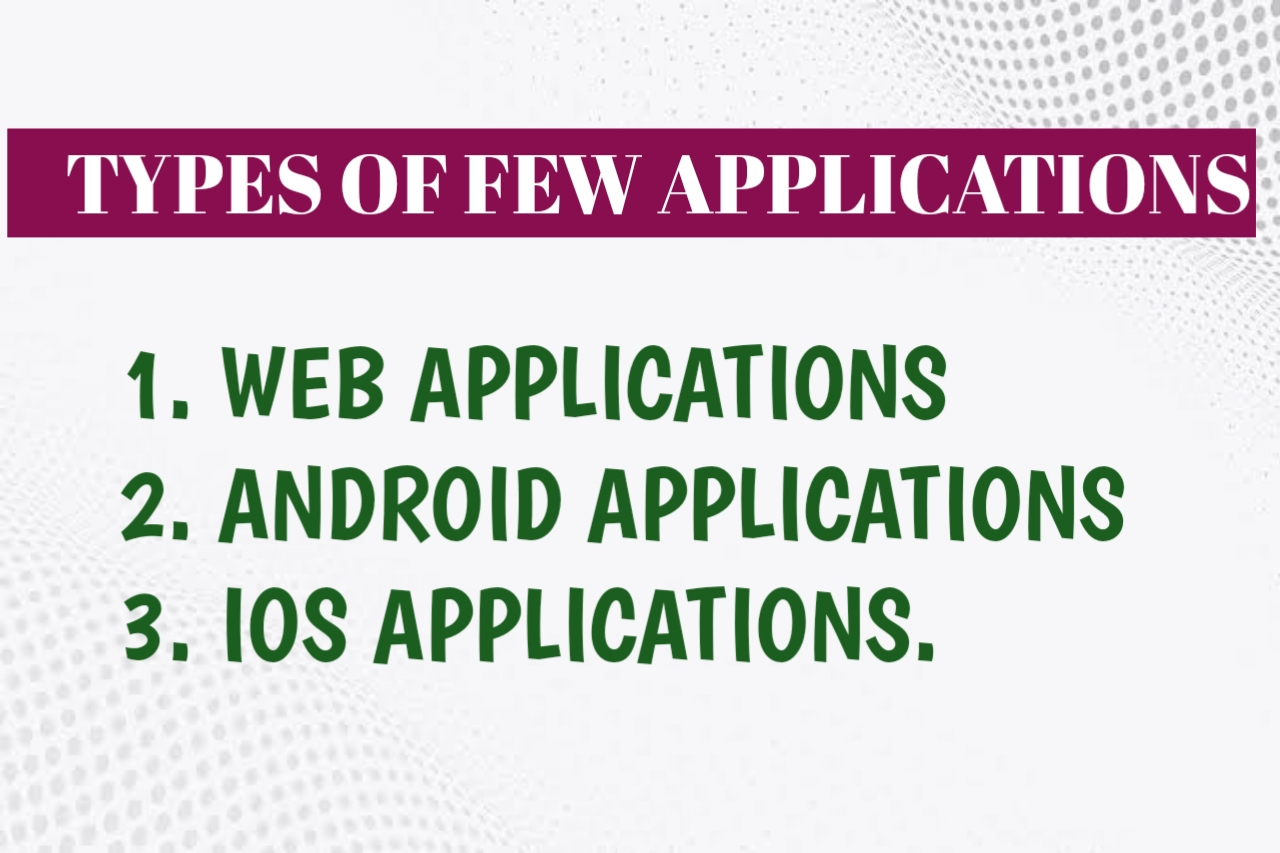 TYPES OF FEW APPLICATIONS
1. WEB APPLICATIONS
2. ANDROID APPLICATIONS
3. IOS APPLICATIONS.